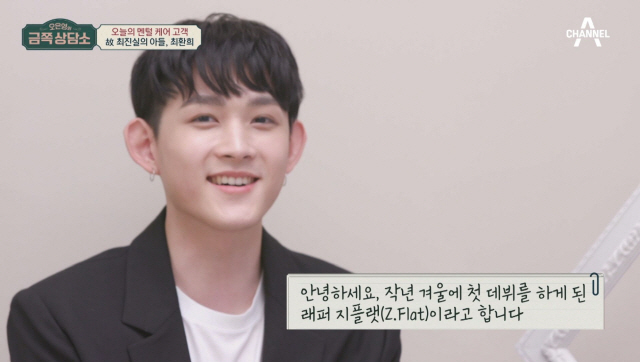 오은영의
금쪽 상담소
오늘의 멘털 케어 고객
故 최진실의 아들, 최환희
CHANNEL A
안녕하세요, 작년 겨울에 첫 데뷔를 하게 된
래퍼 지플랫(Z.Flat)이라고 합니다